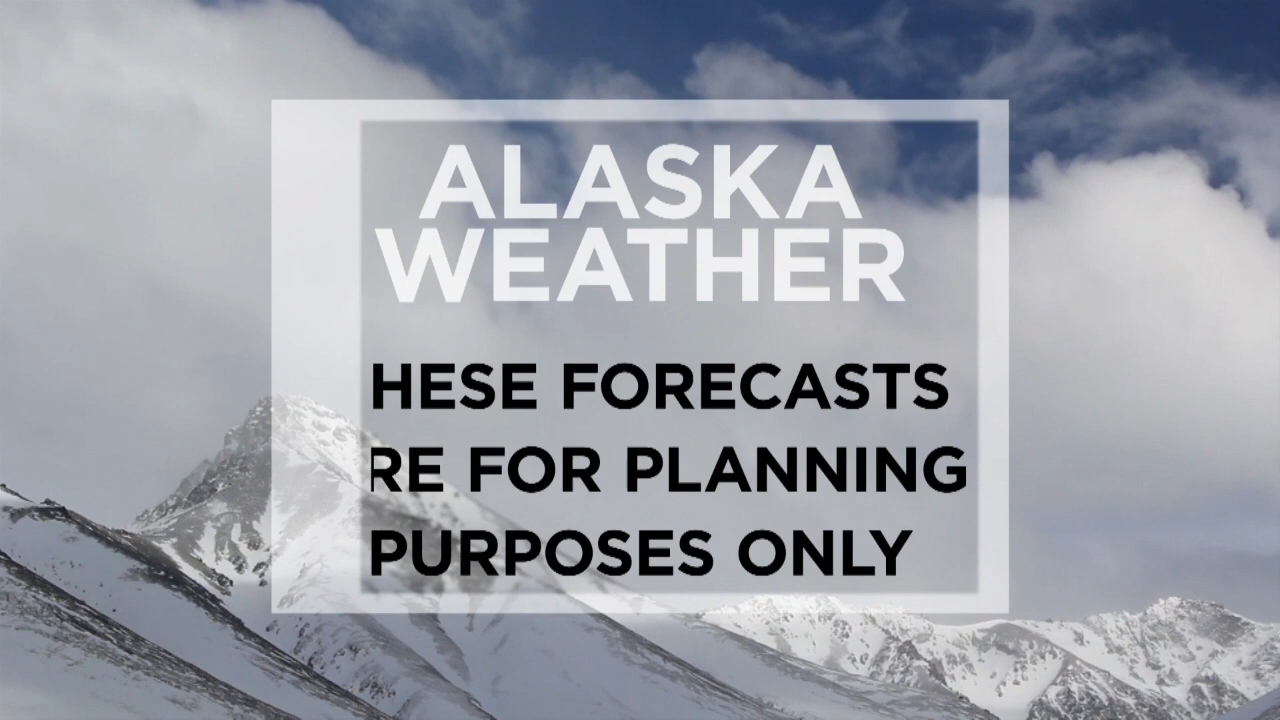 ALASKA
WEATHER
HESE FORECASTS
RE FOR PLANNING
PURPOSES ONLY